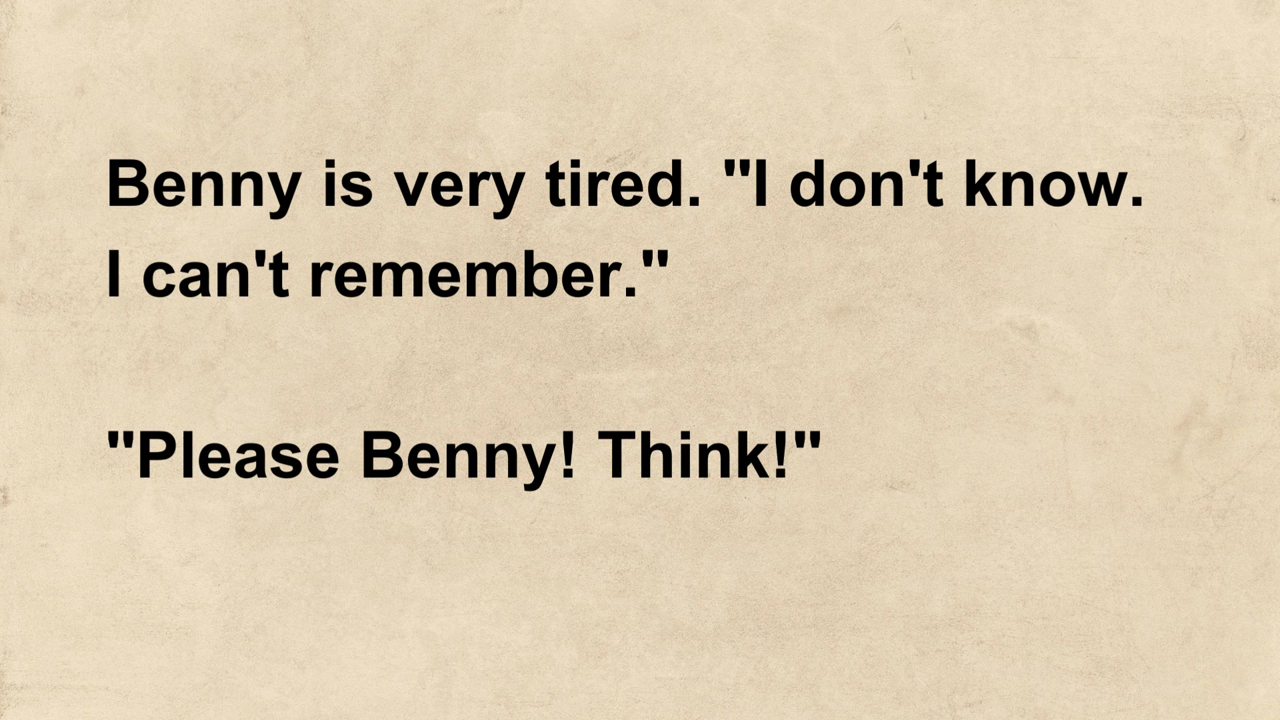 Benny is very tired. "I don't know.
I can't remember."
"Please Benny! Think!"